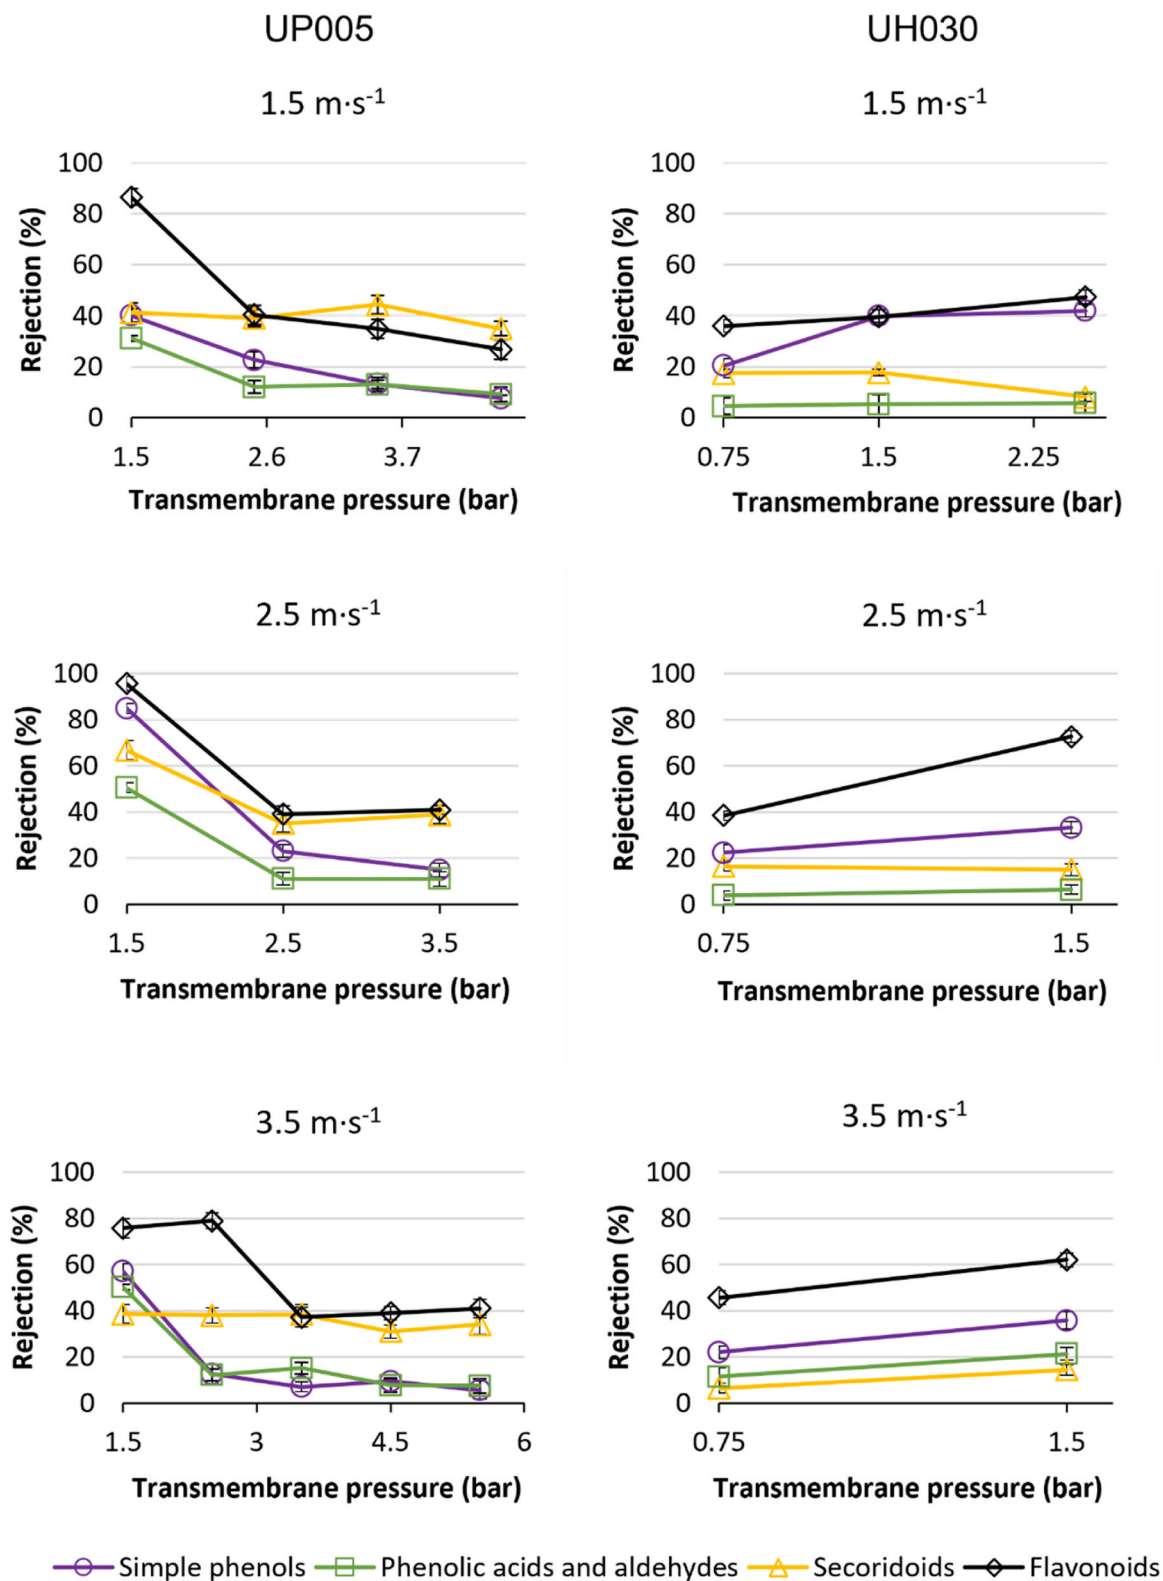 UP005 UH030
1.5 m·s⁻¹ 1.5 m·s⁻¹
100 100
80 80
60 60
40 40
20 20
0 0
Rejection (%) Rejection (%)
1.5 2.6 3.7 0.75 1.5 2.25
Transmembrane pressure (bar) Transmembrane pressure (bar)
2.5 m·s⁻¹ 2.5 m·s⁻¹
100 100
80 80
60 60
40 40
20 20
0 0
Rejection (%) Rejection (%)
1.5 2.5 3.5 0.75 1.5
Transmembrane pressure (bar) Transmembrane pressure (bar)
3.5 m·s⁻¹ 3.5 m·s⁻¹
100 100
80 80
60 60
40 40
20 20
0 0
Rejection (%) Rejection (%)
1.5 3 4.5 6 0.75 1.5
Transmembrane pressure (bar) Transmembrane pressure (bar)
Simple phenols Phenolic acids and aldehydes Secoridoids Flavonoids